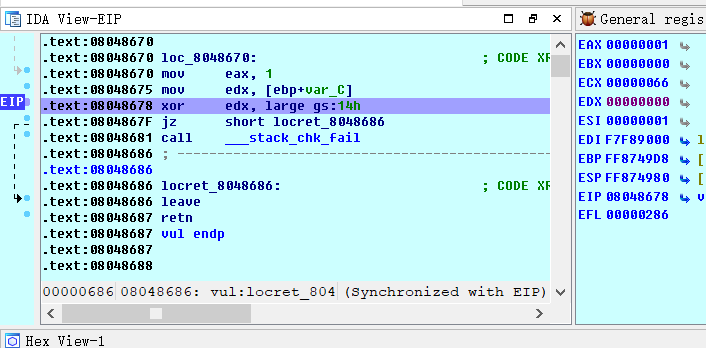 IDA View-EIP
General regis
.text:08048670
.text:08048670 loc_8048670: ; CODE XR
.text:08048670 mov eax, 1
.text:08048675 mov edx, [ebp+var_C]
EIP .text:08048678 xor edx, large gs:14h
.text:0804867F jz short locret_8048686
.text:08048681 call ___stack_chk_fail
.text:08048686 ; ----------------------------------------
.text:08048686
.text:08048686 locret_8048686: ; CODE XR
.text:08048686 leave
.text:08048687 retn
.text:08048687 vul endp
.text:08048687
.text:08048688
00000686 08048686: vul:locret_804 (Synchronized with EIP)
EAX 00000001
EBX 00000000
ECX 00000066
EDX 00000000
ESI 00000001
EDI F7F89000 l
EBP FF8749D8 [
ESP FF874980 [
EIP 08048678 v
EFL 00000286
Hex View-1